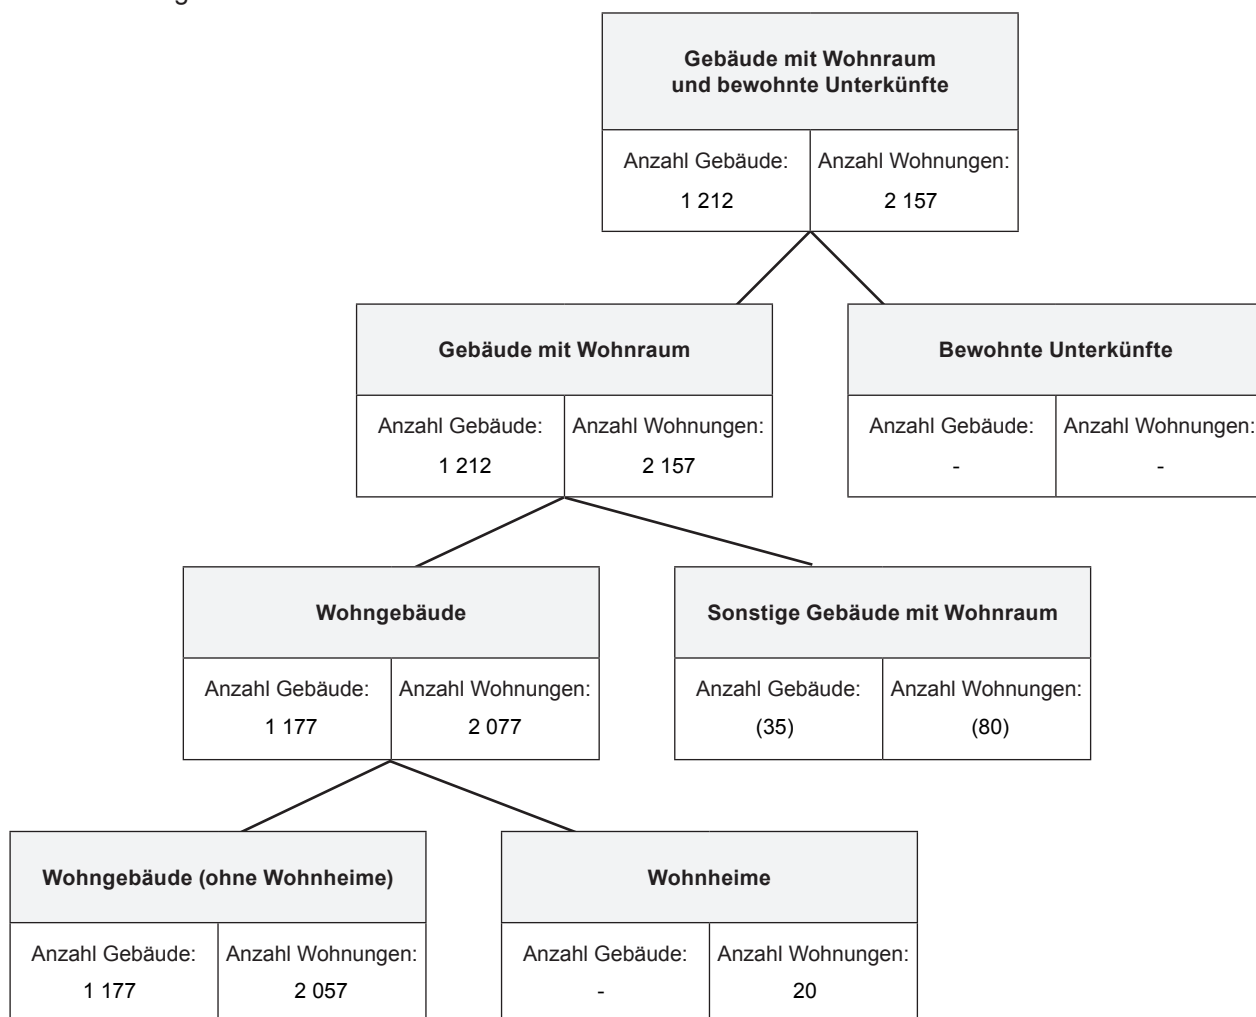 Gebäude mit Wohnraum
und bewohnte Unterkünfte
Anzahl Gebäude: Anzahl Wohnungen:
1 212 2 157
Gebäude mit Wohnraum
Anzahl Gebäude: Anzahl Wohnungen:
1 212 2 157
Bewohnte Unterkünfte
Anzahl Gebäude: Anzahl Wohnungen:
- -
Wohngebäude
Anzahl Gebäude: Anzahl Wohnungen:
1 177 2 077
Sonstige Gebäude mit Wohnraum
Anzahl Gebäude: Anzahl Wohnungen:
(35) (80)
Wohngebäude (ohne Wohnheime)
Anzahl Gebäude: Anzahl Wohnungen:
1 177 2 057
Wohnheime
Anzahl Gebäude: Anzahl Wohnungen:
- 20